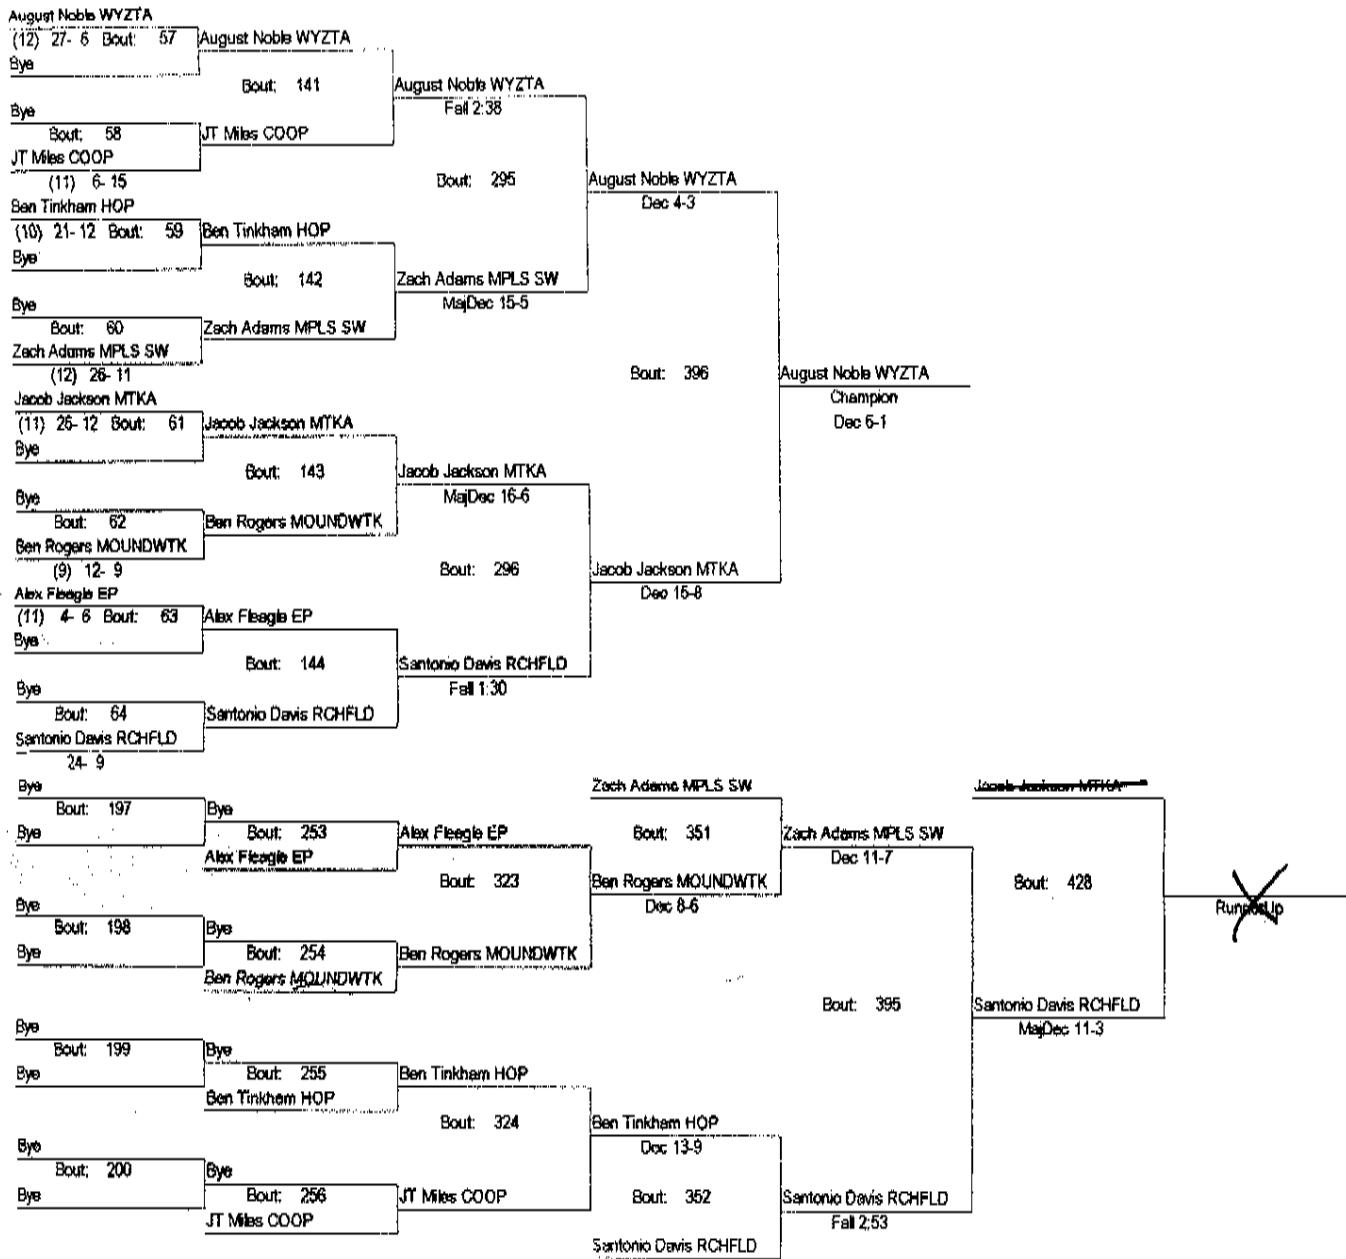 August Noble WYZTA
(12) 27- 6 Bout: 57
Bye
August Noble WYZTA
Bout: 141
Bye
Bout: 58
JT Miles COOP
(11) 6- 15
JT Miles COOP
August Noble WYZTA
Fall 2:38
Bout: 295
Ben Tinkham HOP
(10) 21- 12 Bout: 59
Bye
Ben Tinkham HOP
Bout: 142
Bye
Bout: 60
Zach Adams MPLS SW
(12) 26- 11
Zach Adams MPLS SW
Zach Adams MPLS SW
MajDec 15-5
August Noble WYZTA
Dec 4-3
Bout: 396
Jacob Jackson MTKA
(11) 26- 12 Bout: 61
Bye
Jacob Jackson MTKA
Bout: 143
Bye
Bout: 62
Ben Rogers MOUNDWTK
(9) 12- 9
Ben Rogers MOUNDWTK
Jacob Jackson MTKA
MajDec 16-6
Bout: 296
Alex Fleegle EP
(11) 4- 6 Bout: 63
Bye
Alex Fleegle EP
Bout: 144
Bye
Bout: 64
Santonio Davis RCHFLD
24- 9
Santonio Davis RCHFLD
Santonio Davis RCHFLD
Fall 1:30
Jacob Jackson MTKA
Dec 15-8
August Noble WYZTA
Champion
Dec 6-1
Bye
Bout: 197
Bye
Bye
Bout: 253
Alex Fleegle EP
Alex Fleegle EP
Bout: 323
Bye
Bout: 198
Bye
Bye
Bout: 254
Ben Rogers MOUNDWTK
Ben Rogers MOUNDWTK
Zach Adams MPLS SW
Bout: 351
Ben Rogers MOUNDWTK
Dec 8-6
Zach Adams MPLS SW
Dec 11-7
Bout: 395
Bye
Bout: 199
Bye
Bye
Bout: 255
Ben Tinkham HOP
Ben Tinkham HOP
Bout: 324
Bye
Bout: 200
Bye
Bye
Bout: 256
JT Miles COOP
JT Miles COOP
Ben Tinkham HOP
Dec 13-9
Bout: 352
Santonio Davis RCHFLD
Santonio Davis RCHFLD
Fall 2:53
Jacob Jackson MTKA
Bout: 428
Santonio Davis RCHFLD
MajDec 11-3
RunnerUp